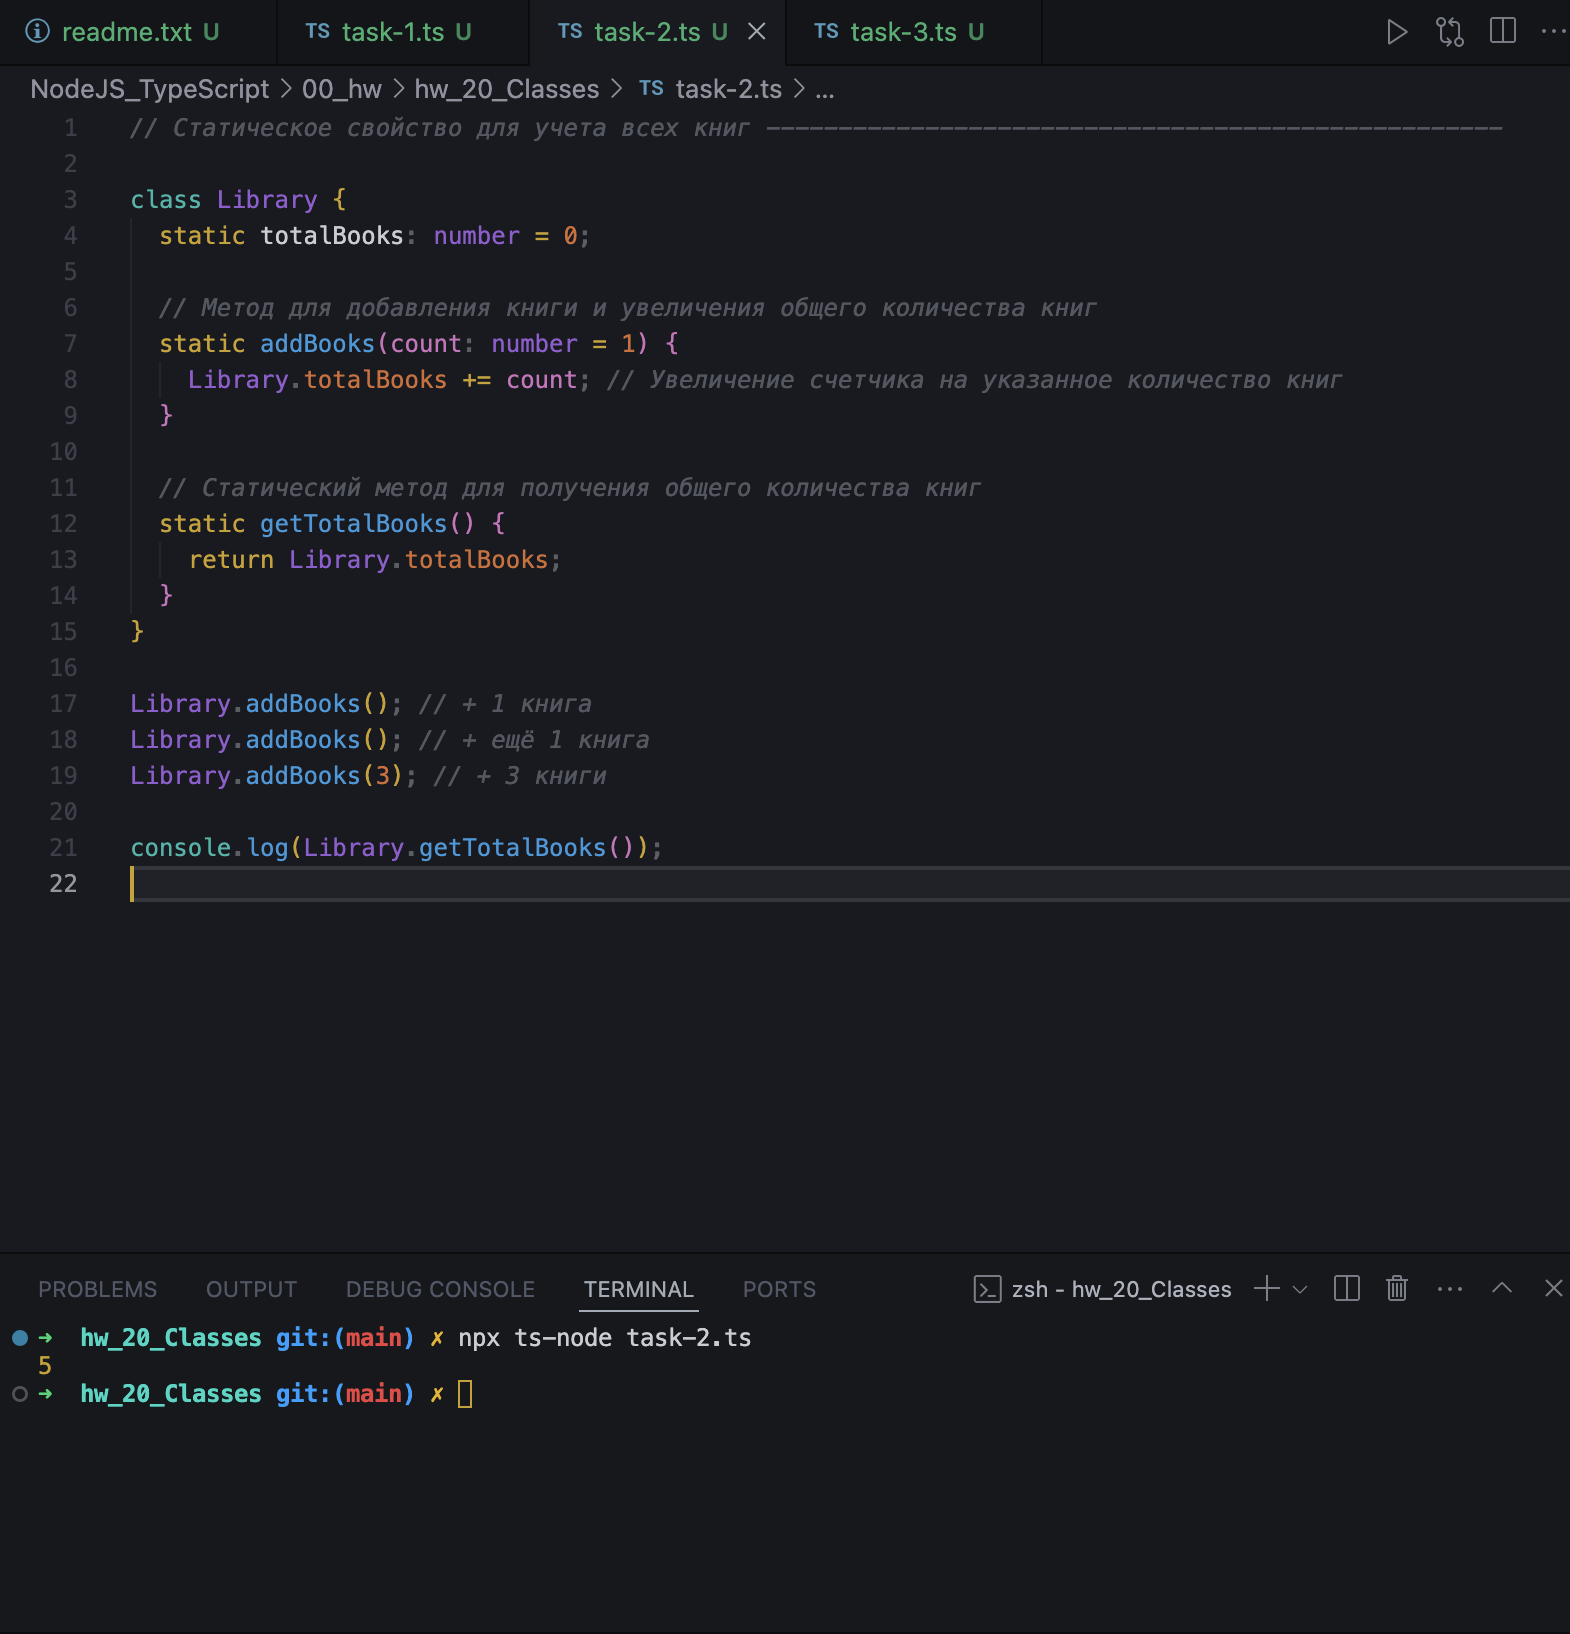 readme.txt U TS task-1.ts U TS task-2.ts U TS task-3.ts U
NodeJS_TypeScript > 00_hw > hw_20_Classes > TS task-2.ts > ...
1 // Статическое свойство для учета всех книг ---------------------------------------------------
2
3 class Library {
4 static totalBooks: number = 0;
5
6 // Метод для добавления книги и увеличения общего количества книг
7 static addBooks(count: number = 1) {
8 Library.totalBooks += count; // Увеличение счетчика на указанное количество книг
9 }
10
11 // Статический метод для получения общего количества книг
12 static getTotalBooks() {
13 return Library.totalBooks;
14 }
15 }
16
17 Library.addBooks(); // + 1 книга
18 Library.addBooks(); // + ещё 1 книга
19 Library.addBooks(3); // + 3 книги
20
21 console.log(Library.getTotalBooks());
22
PROBLEMS OUTPUT DEBUG CONSOLE TERMINAL PORTS zsh - hw_20_Classes
➜ hw_20_Classes git:(main) ✗ npx ts-node task-2.ts
5
➜ hw_20_Classes git:(main) ✗